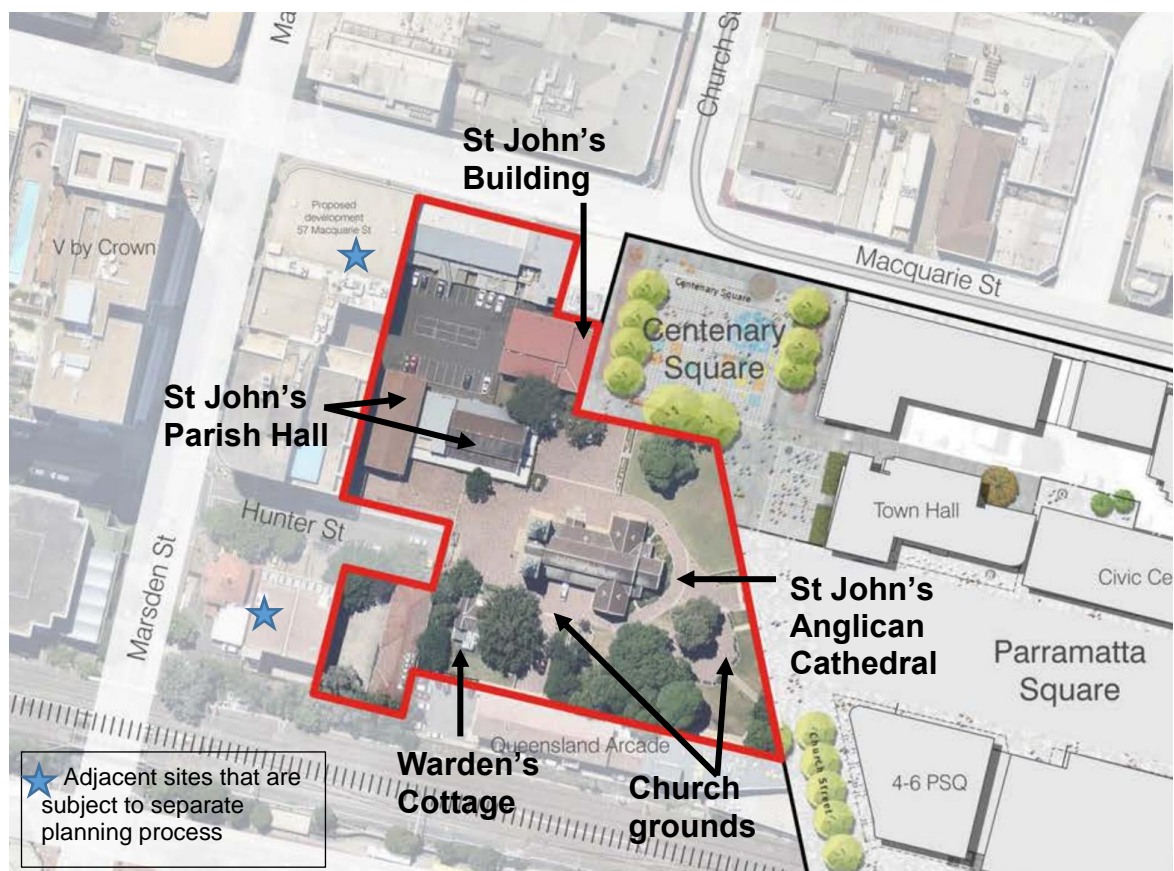 Ma
Church St
St John's
Building
Proposed
development
57 Macquarie St
V by Crown
Macquarie St
Centenary Square
Centenary
Square
St John's
Parish Hall
Town Hall
Hunter St
Marsden St
Civic Ce
St John's
Anglican
Cathedral
Parramatta
Square
Queensland Arcade
Warden's
Cottage
Church
grounds
Church Street
4-6 PSQ
Adjacent sites that are
subject to separate
planning process